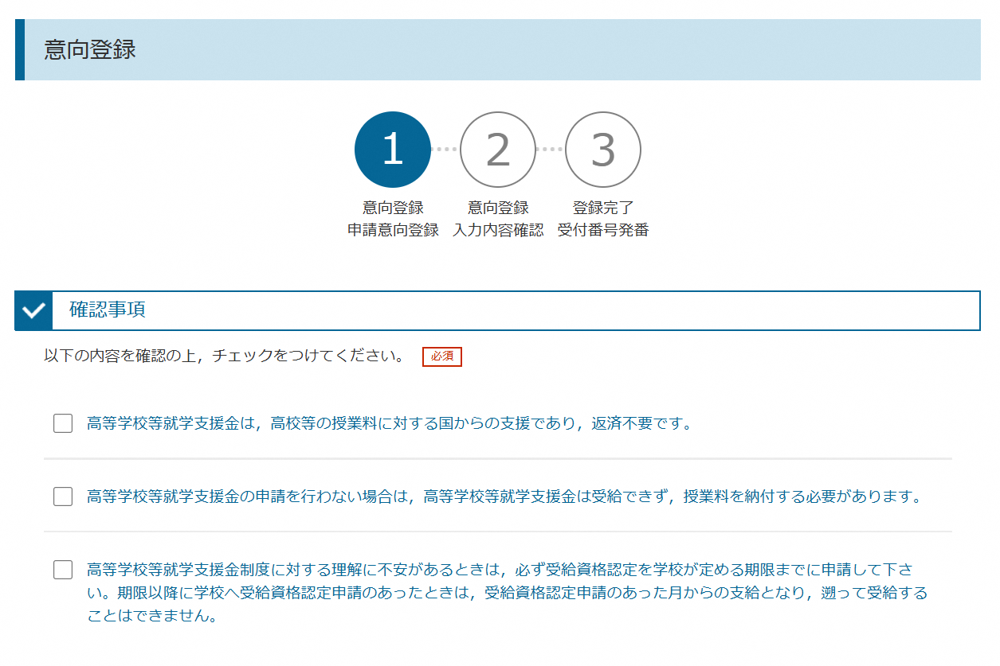 意向登録
1
2
3
意向登録
申請意向登録
意向登録
入力内容確認
登録完了
受付番号発番
確認事項
以下の内容を確認の上，チェックをつけてください。 必須
高等学校等就学支援金は，高校等の授業料に対する国からの支援であり，返済不要です。
高等学校等就学支援金の申請を行わない場合は，高等学校等就学支援金は受給できず，授業料を納付する必要があります。
高等学校等就学支援金制度に対する理解に不安があるときは，必ず受給資格認定を学校が定める期限までに申請して下さ
い。期限以降に学校へ受給資格認定申請のあったときは，受給資格認定申請のあった月からの支給となり，遡って受給する
ことはできません。